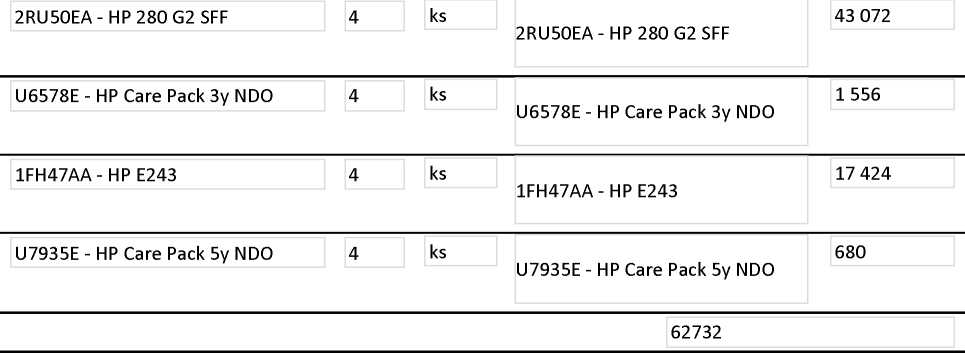 2RU50EA - HP 280 G2 SFF 4 ks 2RU50EA - HP 280 G2 SFF 43 072
U6578E - HP Care Pack 3y NDO 4 ks U6578E - HP Care Pack 3y NDO 1 556
1FH47AA - HP E243 4 ks 1FH47AA - HP E243 17 424
U7935E - HP Care Pack 5y NDO 4 ks U7935E - HP Care Pack 5y NDO 680
62732